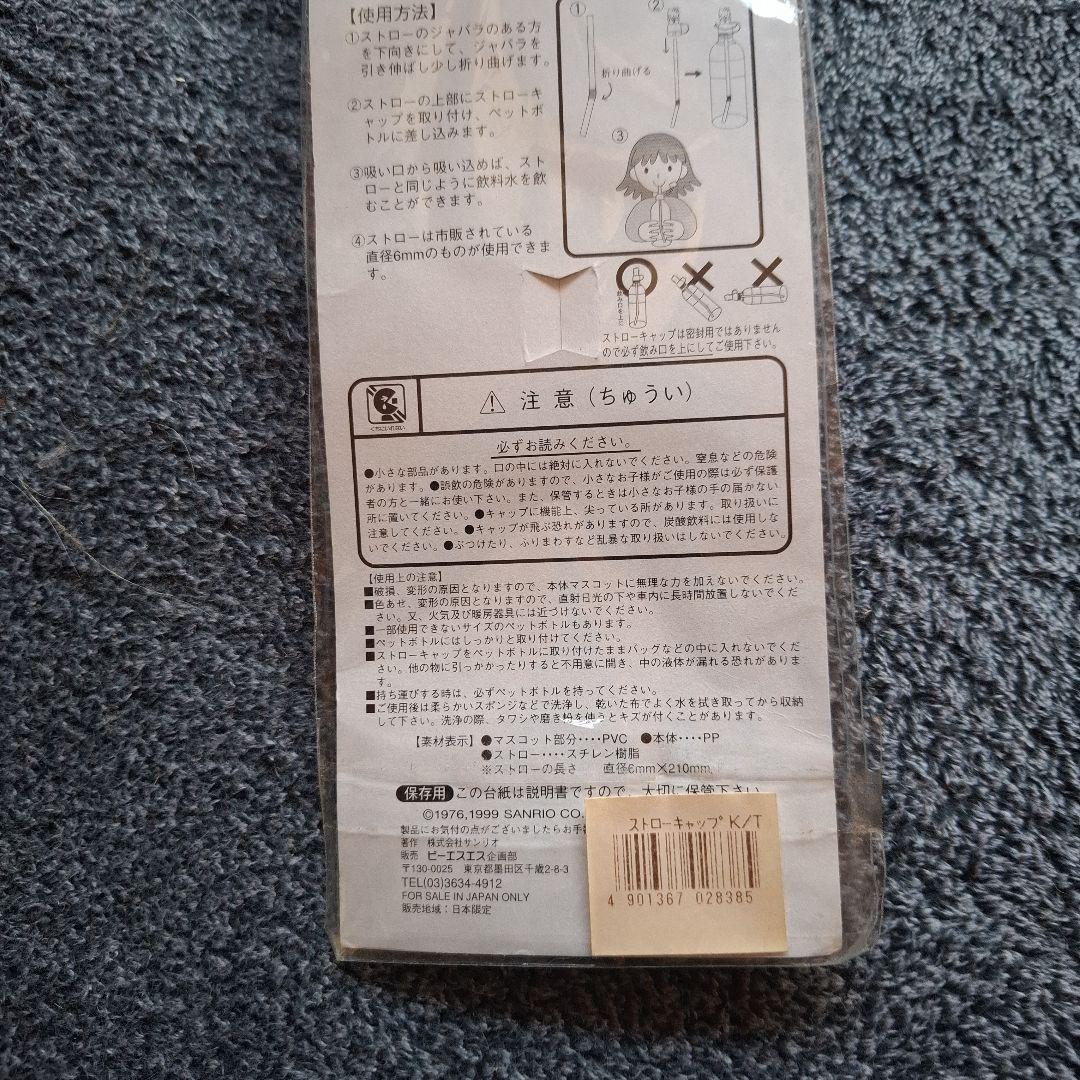 【使用方法】
①ストローのジャバラのある方
を下向きにして、ジャバラを
引き伸ばし少し折り曲げます。
②ストローの上部にストローキ
ャップを取り付け、ペットボ
トルに差し込みます。
③吸い口から吸い込めば、スト
ローと同じように飲料水を飲
むことができます。
④ストローは市販されている
直径6mmのものが使用できま
す。
①
②
折り曲げる
③
飲み口を上に
ストローキャップは密封用ではありません
ので必ず飲み口を上にしてご使用下さい。
くちにいれない
注意(ちゅうい)
必ずお読みください。
●小さな部品があります。口の中には絶対に入れないでください。窒息などの危険
があります。●誤飲の危険がありますので、小さなお子様がご使用の際は必ず保護
者の方と一緒にお使い下さい。また、保管するときは小さなお子様の手の届かない
所に置いてください。●キャップに機能上、尖っている所があります。取り扱いに
注意してください。●キャップが飛ぶ恐れがありますので、炭酸飲料には使用しな
いでください。●ぶつけたり、ふりまわすなど乱暴な取り扱いはしないでください。
【使用上の注意】
■破損、変形の原因となりますので、本体マスコットに無理な力を加えないでください。
■色あせ、変形の原因となりますので、直射日光の下や車内に長時間放置しないでくだ
さい。又、火気及び暖房器具には近づけないでください。
■一部使用できないサイズのペットボトルもあります。
■ペットボトルにはしっかりと取り付けてください。
■ストローキャップをペットボトルに取り付けたままバッグなどの中に入れないでくだ
さい。他の物に引っかかったりすると不用意に開き、中の液体が漏れる恐れがありま
す。
■持ち運びする時は、必ずペットボトルを持ってください。
■ご使用後は柔らかいスポンジなどで洗浄し、乾いた布でよく水を拭き取ってから収納
して下さい。洗浄の際、タワシや磨き粉を使うとキズが付くことがあります。
【素材表示】●マスコット部分‥‥PVC ●本体‥‥PP
●ストロー‥‥スチレン樹脂
※ストローの長さ 直径6mm×210mm
保存用 この台紙は説明書ですので、大切に保管下さい
©1976,1999 SANRIO CO.
製品にお気付の点がございましたらお手
著作 株式会社サンリオ
販売 ピーエスエス企画部
〒130-0025 東京都墨田区千歳2-8-3
TEL(03)3634-4912
FOR SALE IN JAPAN ONLY
販売地域:日本限定
ストローキャップ K/T
4 901367 028385